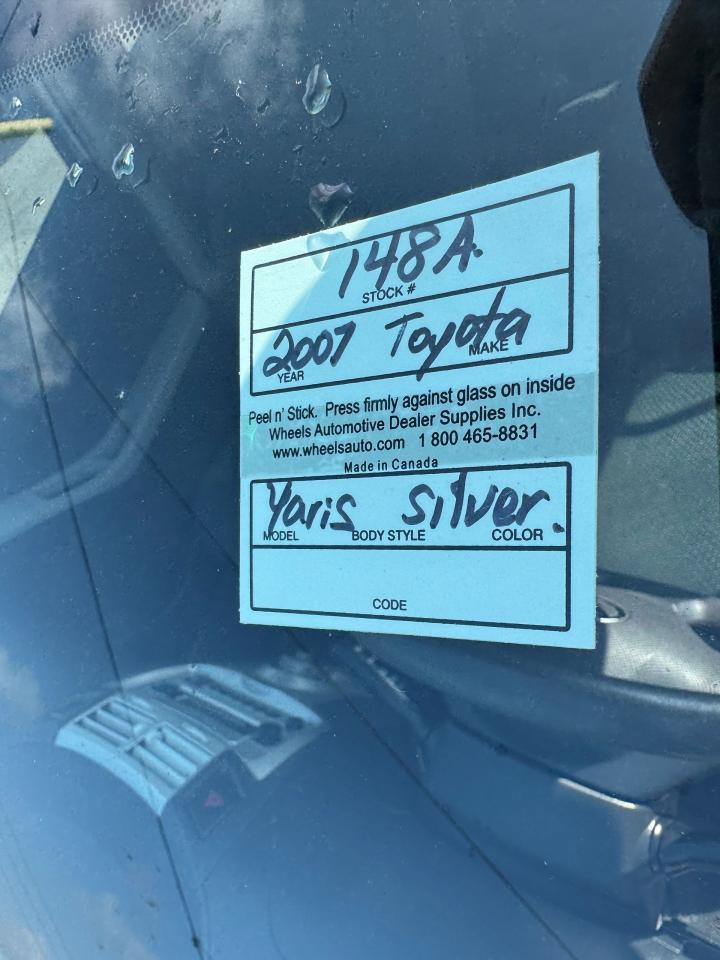 148A.
STOCK #
2007 Toyota
YEAR MAKE
Peel n' Stick. Press firmly against glass on inside
Wheels Automotive Dealer Supplies Inc.
www.wheelsauto.com 1 800 465-8831
Made in Canada
Yaris silver.
MODEL BODY STYLE COLOR
CODE